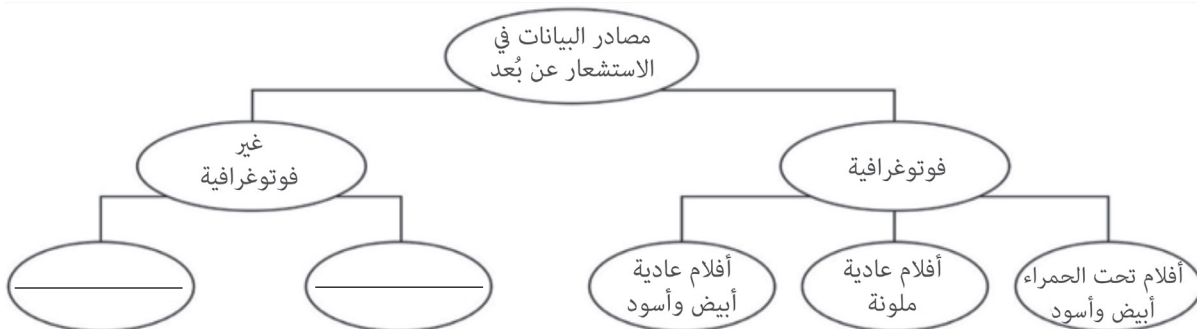 مصادر البيانات في
الاستشعار عن بُعد
فوتوغرافية
غير
فوتوغرافية
أفلام تحت الحمراء
أبيض وأسود
أفلام عادية
ملونة
أفلام عادية
أبيض وأسود